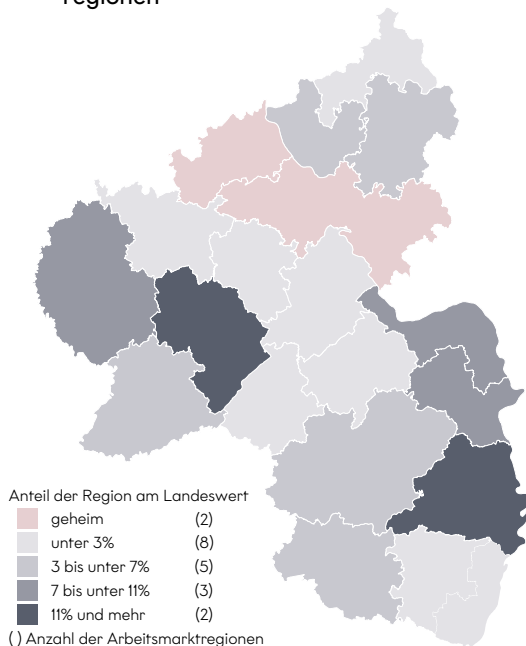 regionen
Anteil der Region am Landeswert
geheim (2)
unter 3% (8)
3 bis unter 7% (5)
7 bis unter 11% (3)
11% und mehr (2)
( ) Anzahl der Arbeitsmarktregionen